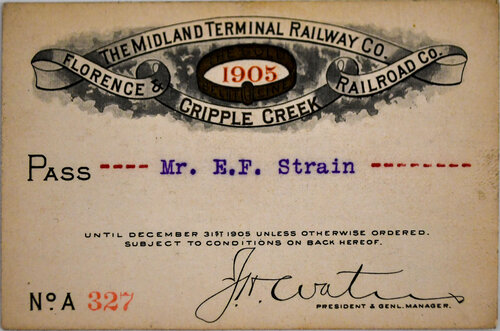 THE MIDLAND TERMINAL RAILWAY CO.
FLORENCE & CRIPPLE CREEK RAILROAD CO.
1905
PASS ---- Mr. E.F. Strain -------
UNTIL DECEMBER 31ST 1905 UNLESS OTHERWISE ORDERED.
SUBJECT TO CONDITIONS ON BACK HEREOF.
J.H. Waters
PRESIDENT & GENL. MANAGER.
No. A 327